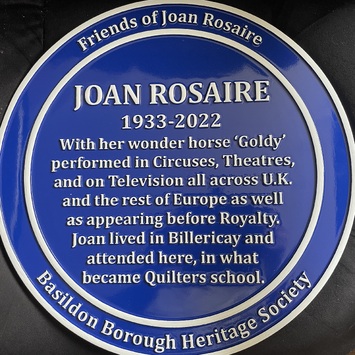 Friends of Joan Rosaire
JOAN ROSAIRE
1933-2022
With her wonder horse ‘Goldy’
performed in Circuses, Theatres,
and on Television all across U.K.
and the rest of Europe as well
as appearing before Royalty.
Joan lived in Billericay and
attended here, in what
became Quilters school.
Basildon Borough Heritage Society